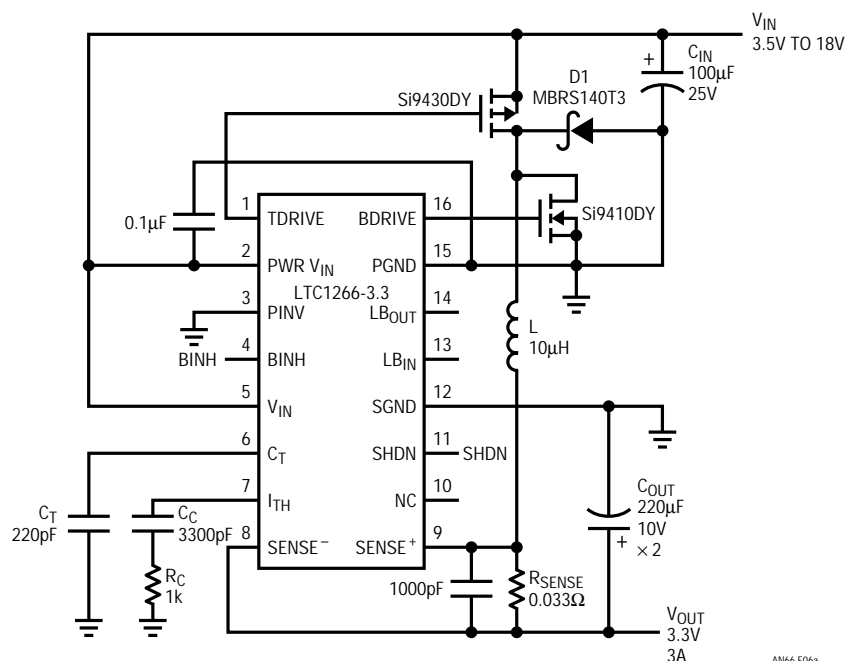 VIN
3.5V TO 18V
CIN
100µF
25V
+
D1
MBRS140T3
Si9430DY
Si9410DY
0.1µF
1 TDRIVE
BDRIVE 16
2 PWR VIN
PGND 15
LTC1266-3.3
3 PINV
LBOUT 14
BINH 4 BINH
LBIN 13
5 VIN
SGND 12
6 CT
SHDN 11 SHDN
7 ITH
NC 10
8 SENSE−
SENSE+ 9
L
10µH
CT
220pF
CC
3300pF
RC
1k
1000pF
RSENSE
0.033Ω
COUT
220µF
10V
× 2
+
VOUT
3.3V
3A
AN66 F06a